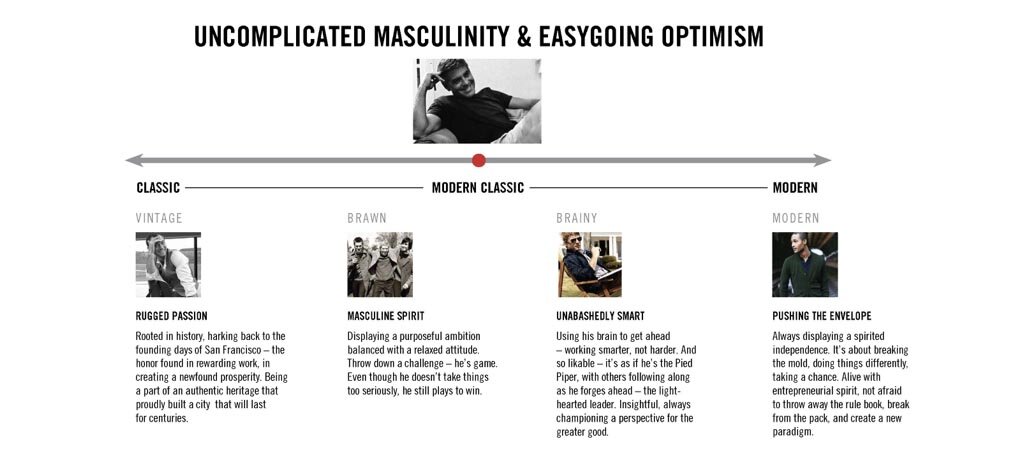 UNCOMPLICATED MASCULINITY & EASYGOING OPTIMISM
CLASSIC
MODERN CLASSIC
MODERN
VINTAGE
RUGGED PASSION
Rooted in history, harking back to the
founding days of San Francisco – the
honor found in rewarding work, in
creating a newfound prosperity. Being
a part of an authentic heritage that
proudly built a city that will last
for centuries.
BRAWN
MASCULINE SPIRIT
Displaying a purposeful ambition
balanced with a relaxed attitude.
Throw down a challenge – he's game.
Even though he doesn't take things
too seriously, he still plays to win.
BRAINY
UNABASHEDLY SMART
Using his brain to get ahead
– working smarter, not harder. And
so likable – it's as if he's the Pied
Piper, with others following along
as he forges ahead – the light-
hearted leader. Insightful, always
championing a perspective for the
greater good.
MODERN
PUSHING THE ENVELOPE
Always displaying a spirited
independence. It's about breaking
the mold, doing things differently,
taking a chance. Alive with
entrepreneurial spirit, not afraid
to throw away the rule book, break
from the pack, and create a new
paradigm.